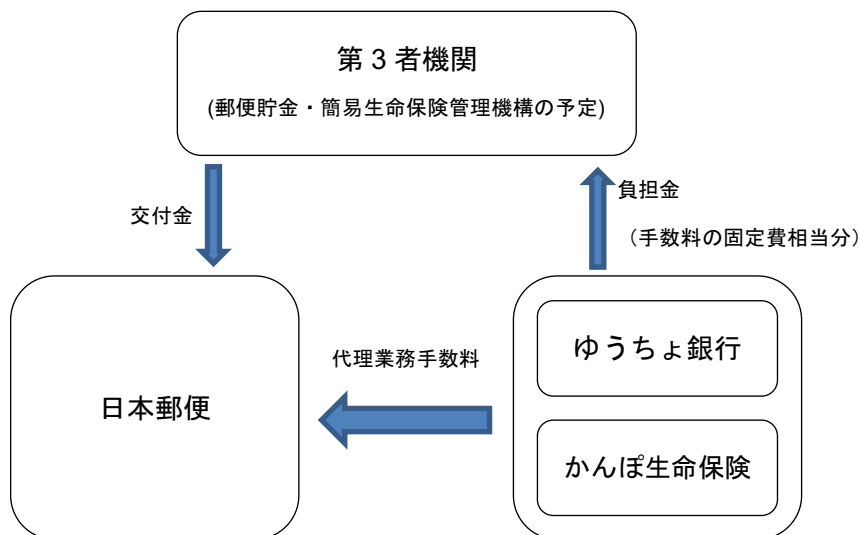 第3者機関
(郵便貯金・簡易生命保険管理機構の予定)
交付金
負担金
（手数料の固定費相当分）
日本郵便
代理業務手数料
ゆうちょ銀行
かんぽ生命保険